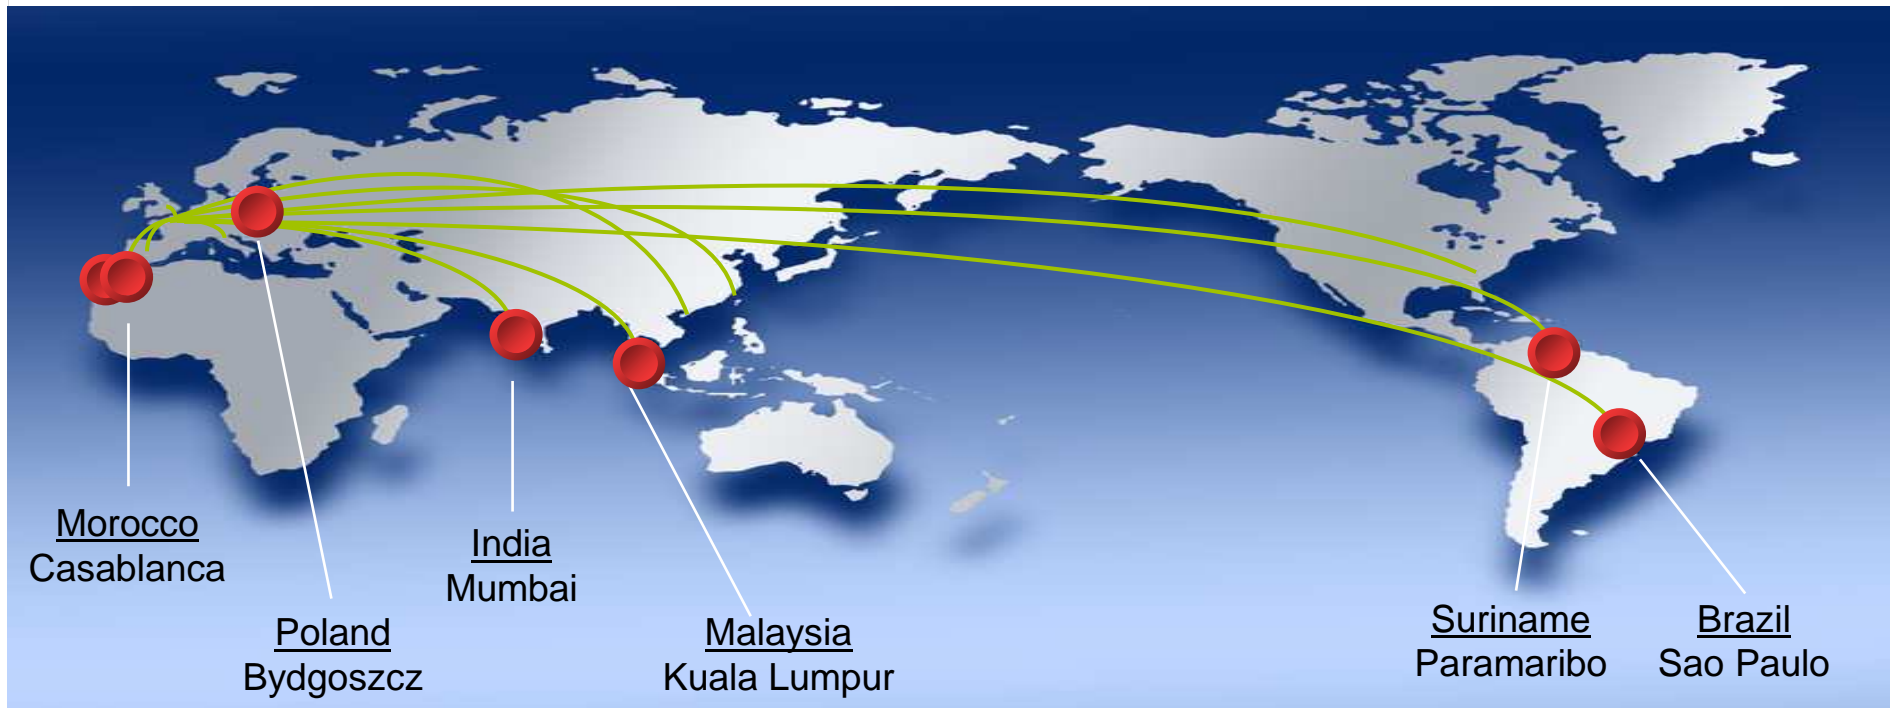 Morocco
Casablanca
Poland
Bydgoszcz
India
Mumbai
Malaysia
Kuala Lumpur
Suriname
Paramaribo
Brazil
Sao Paulo